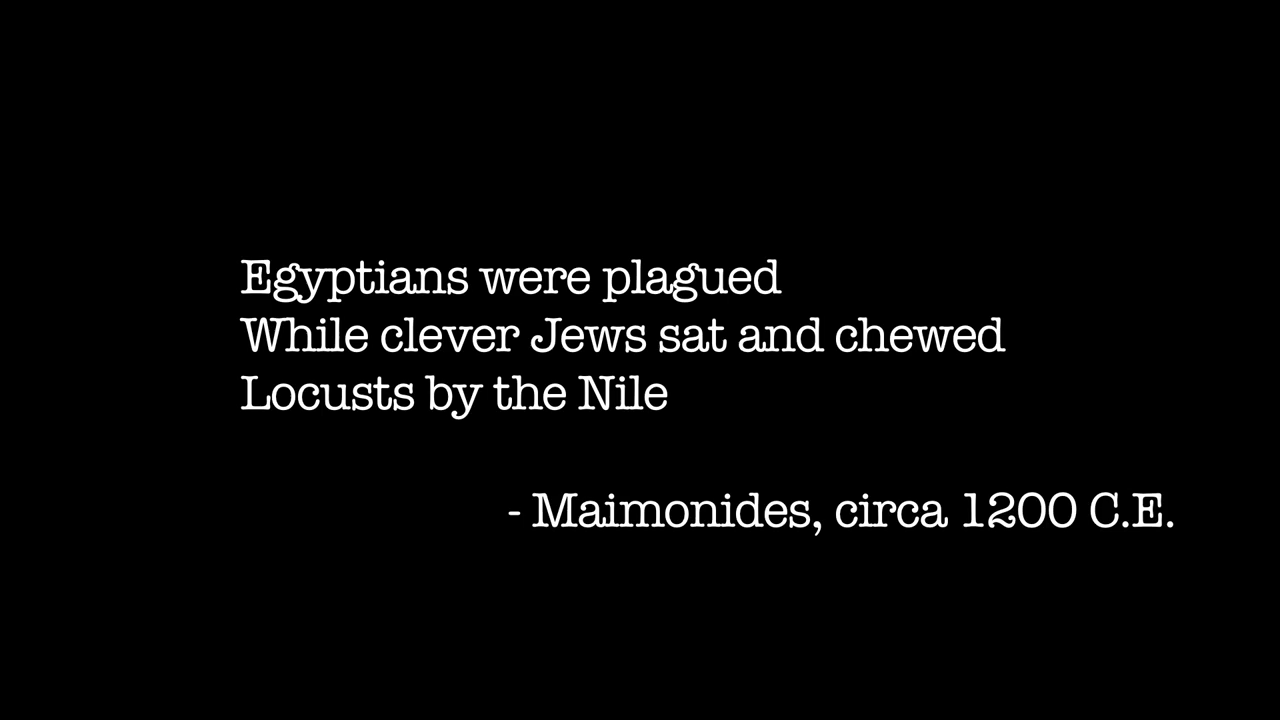 Egyptians were plagued
While clever Jews sat and chewed
Locusts by the Nile
- Maimonides, circa 1200 C.E.